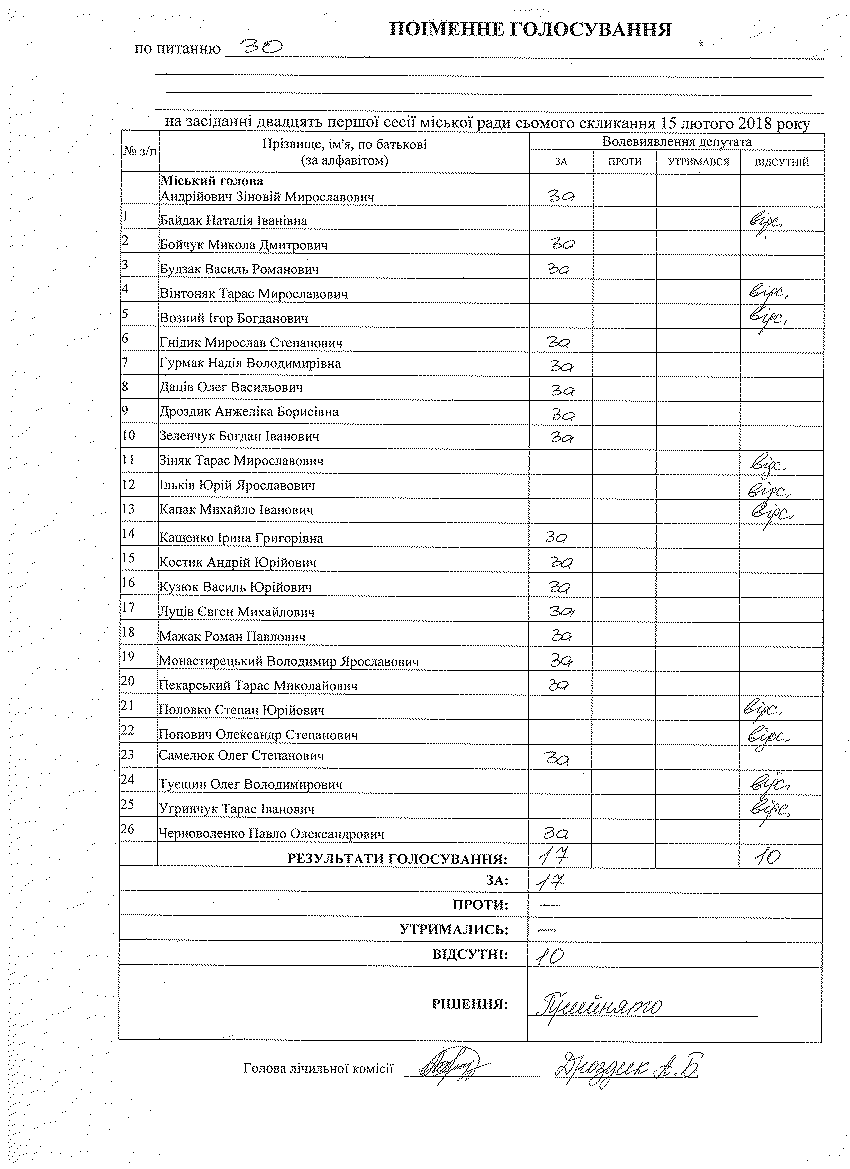 ПОІМЕННЕ ГОЛОСУВАННЯ
по питанню 30
на засіданні двадцять першої сесії міської ради сьомого скликання 15 лютого 2018 року
№ з/п Прізвище, ім'я, по батькові (за алфавітом) Волевиявлення депутата
ЗА ПРОТИ УТРИМАВСЯ ВІДСУТНІЙ
Міський голова
Андрійович Зіновій Мирославович за
1 Байдак Наталія Іванівна відс.
2 Бойчук Микола Дмитрович за
3 Будзак Василь Романович за
4 Вінтоняк Тарас Мирославович відс.
5 Возний Ігор Богданович відс.
6 Гнідик Мирослав Степанович за
7 Гурмак Надія Володимирівна за
8 Даців Олег Васильович за
9 Дроздик Анжеліка Борисівна за
10 Зеленчук Богдан Іванович за
11 Зіняк Тарас Мирославович відс.
12 Ільків Юрій Ярославович відс.
13 Капак Михайло Іванович відс.
14 Кащенко Ірина Григорівна за
15 Костик Андрій Юрійович за
16 Кузюк Василь Юрійович за
17 Луців Євген Михайлович за
18 Мажак Роман Павлович за
19 Монастирецький Володимир Ярославович за
20 Пекарський Тарас Миколайович за
21 Половко Степан Юрійович відс.
22 Попович Олександр Степанович відс.
23 Самелюк Олег Степанович за
24 Туєшин Олег Володимирович відс.
25 Угринчук Тарас Іванович відс.
26 Черноволенко Павло Олександрович за
РЕЗУЛЬТАТИ ГОЛОСУВАННЯ: 17 10
ЗА: 17
ПРОТИ: —
УТРИМАЛИСЬ: —
ВІДСУТНІ: 10
РІШЕННЯ: Прийнято
Голова лічильної комісії Дроздик А.Б